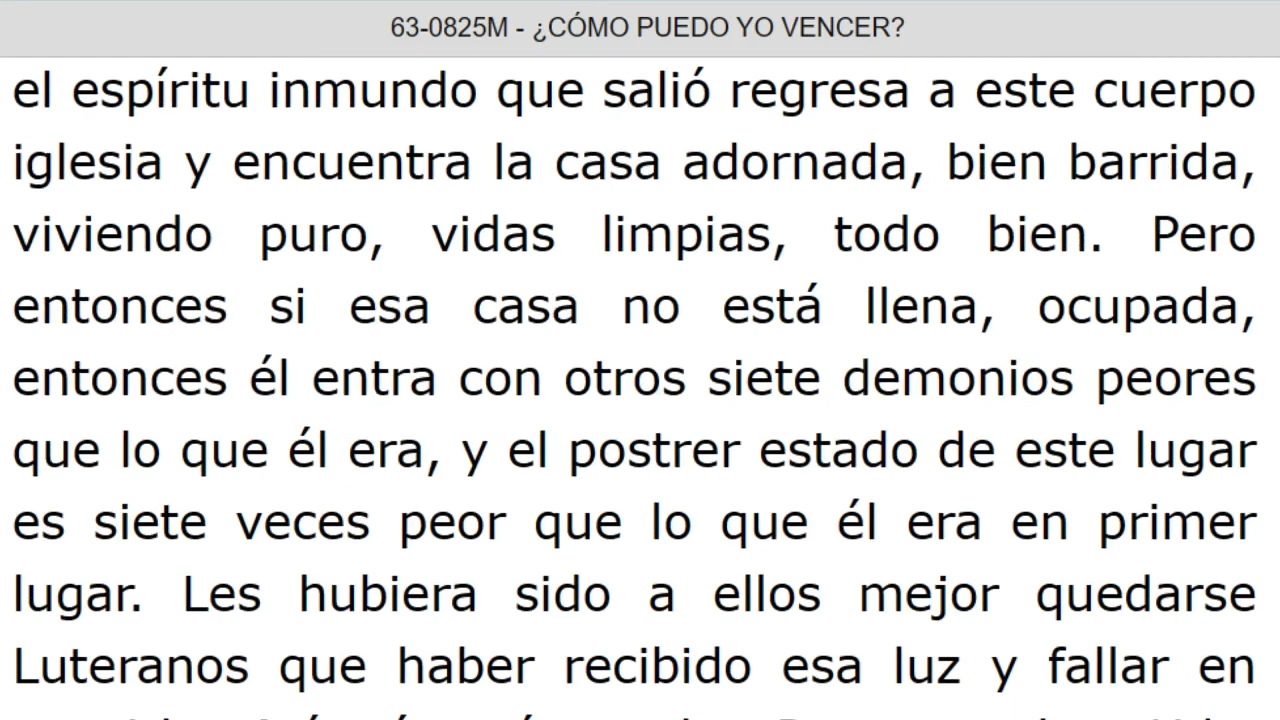 63-0825M - ¿CÓMO PUEDO YO VENCER?
el espíritu inmundo que salió regresa a este cuerpo
iglesia y encuentra la casa adornada, bien barrida,
viviendo puro, vidas limpias, todo bien. Pero
entonces si esa casa no está llena, ocupada,
entonces él entra con otros siete demonios peores
que lo que él era, y el postrer estado de este lugar
es siete veces peor que lo que él era en primer
lugar. Les hubiera sido a ellos mejor quedarse
Luteranos que haber recibido esa luz y fallar en